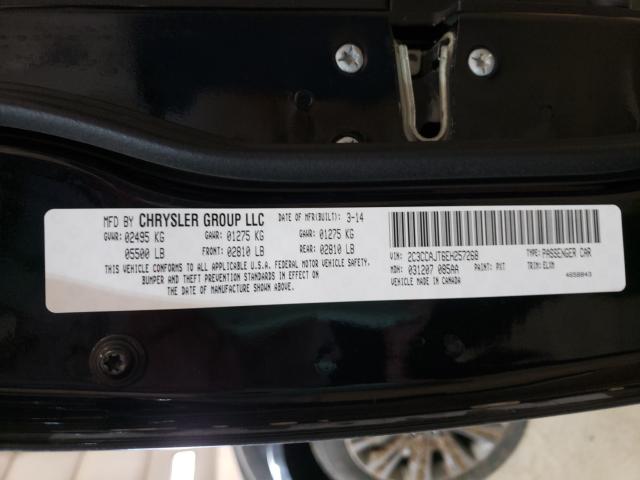 MFD BY CHRYSLER GROUP LLC DATE OF MFR(BUILT): 3-14
GVWR: 02495 KG GAWR: 01275 KG GAWR: 01275 KG
05500 LB FRONT: 02810 LB REAR: 02810 LB
THIS VEHICLE CONFORMS TO ALL APPLICABLE U.S.A. FEDERAL MOTOR VEHICLE SAFETY,
BUMPER AND THEFT PREVENTION STANDARDS IN EFFECT ON
THE DATE OF MANUFACTURE SHOWN ABOVE.
VIN: 2C3CCAJT6EH257268 TYPE: PASSENGER CAR
MDH: 031207 085AA PAINT: PXT TRIM: ELX9
VEHICLE MADE IN CANADA 4658843